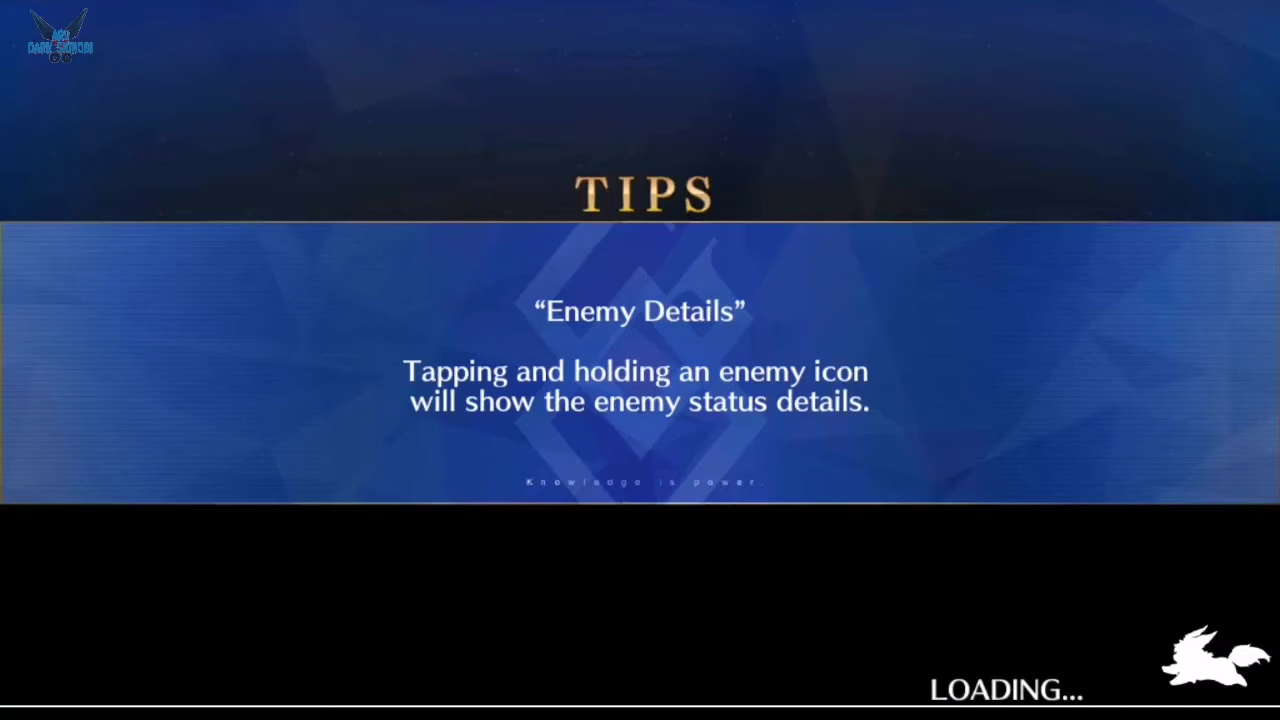 TIPS
“Enemy Details”
Tapping and holding an enemy icon
will show the enemy status details.
Knowledge is power.
LOADING...